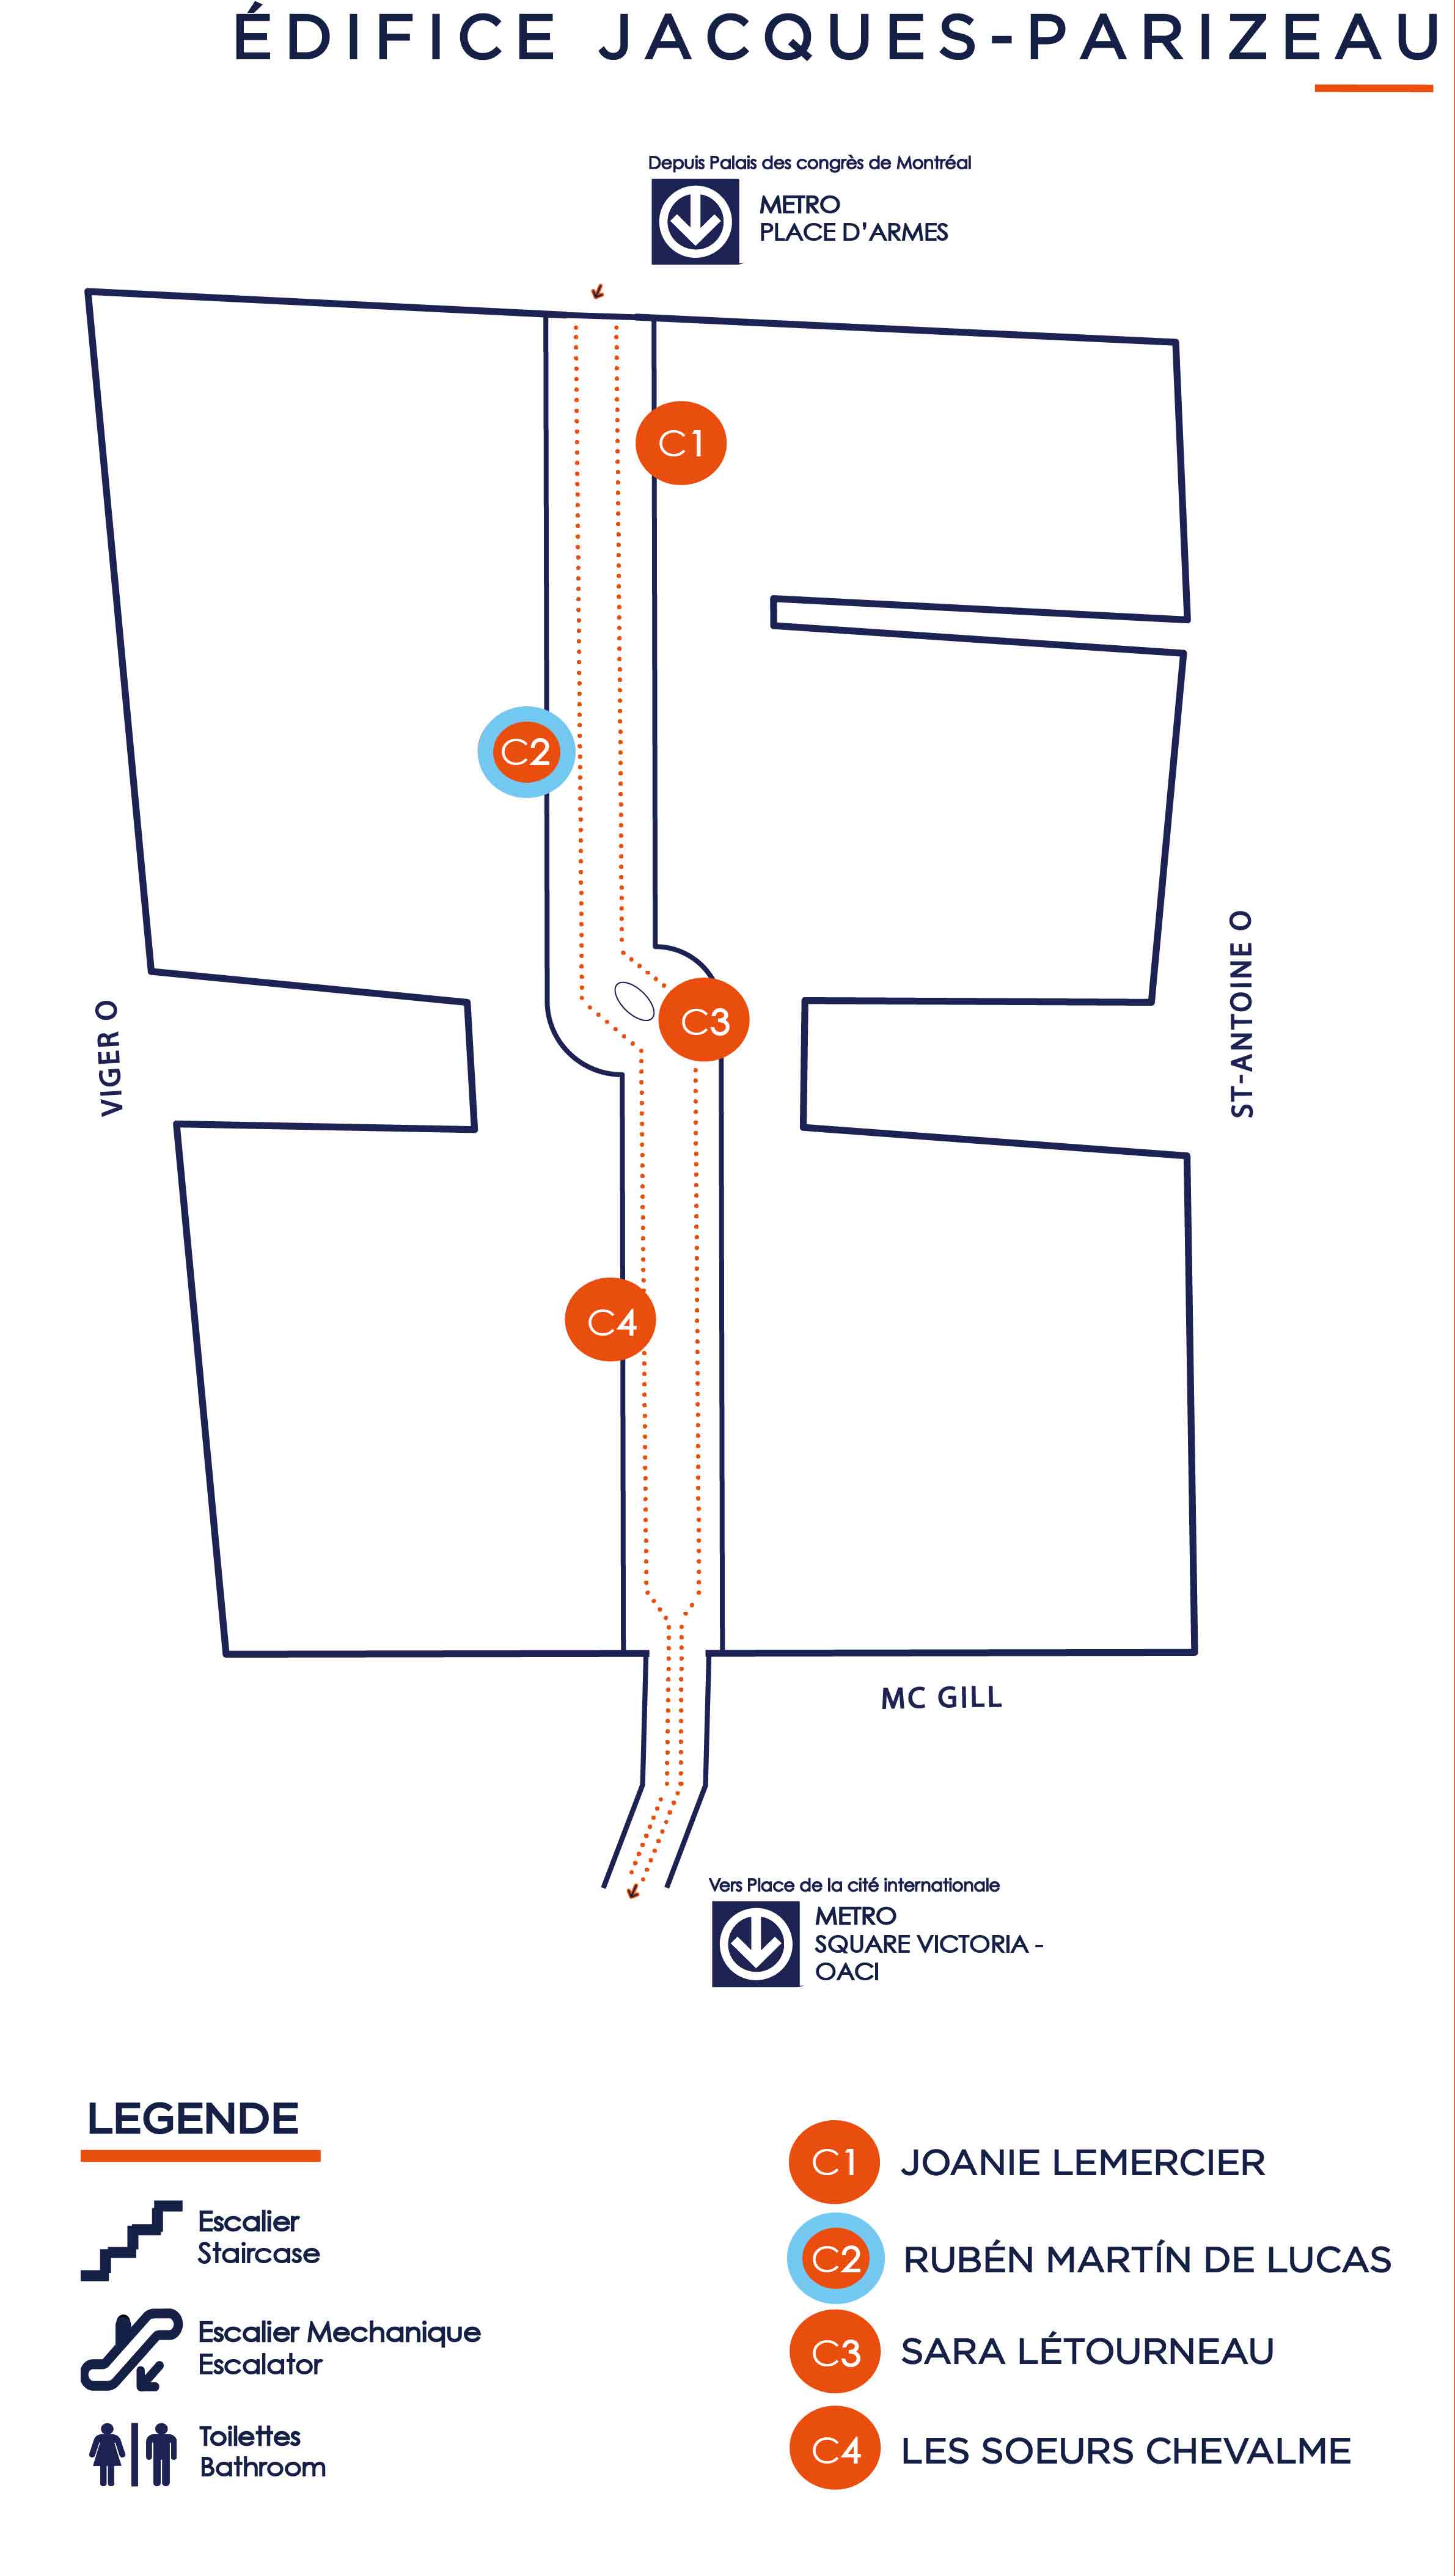 ÉDIFICE JACQUES-PARIZEAU
Depuis Palais des congrès de Montréal
METRO
PLACE D'ARMES
C1
C2
C3
C4
VIGER O
ST-ANTOINE O
MC GILL
Vers Place de la cité internationale
METRO
SQUARE VICTORIA -
OACI
LEGENDE
Escalier
Staircase
Escalier Mechanique
Escalator
Toilettes
Bathroom
C1 JOANIE LEMERCIER
C2 RUBÉN MARTÍN DE LUCAS
C3 SARA LÉTOURNEAU
C4 LES SOEURS CHEVALME